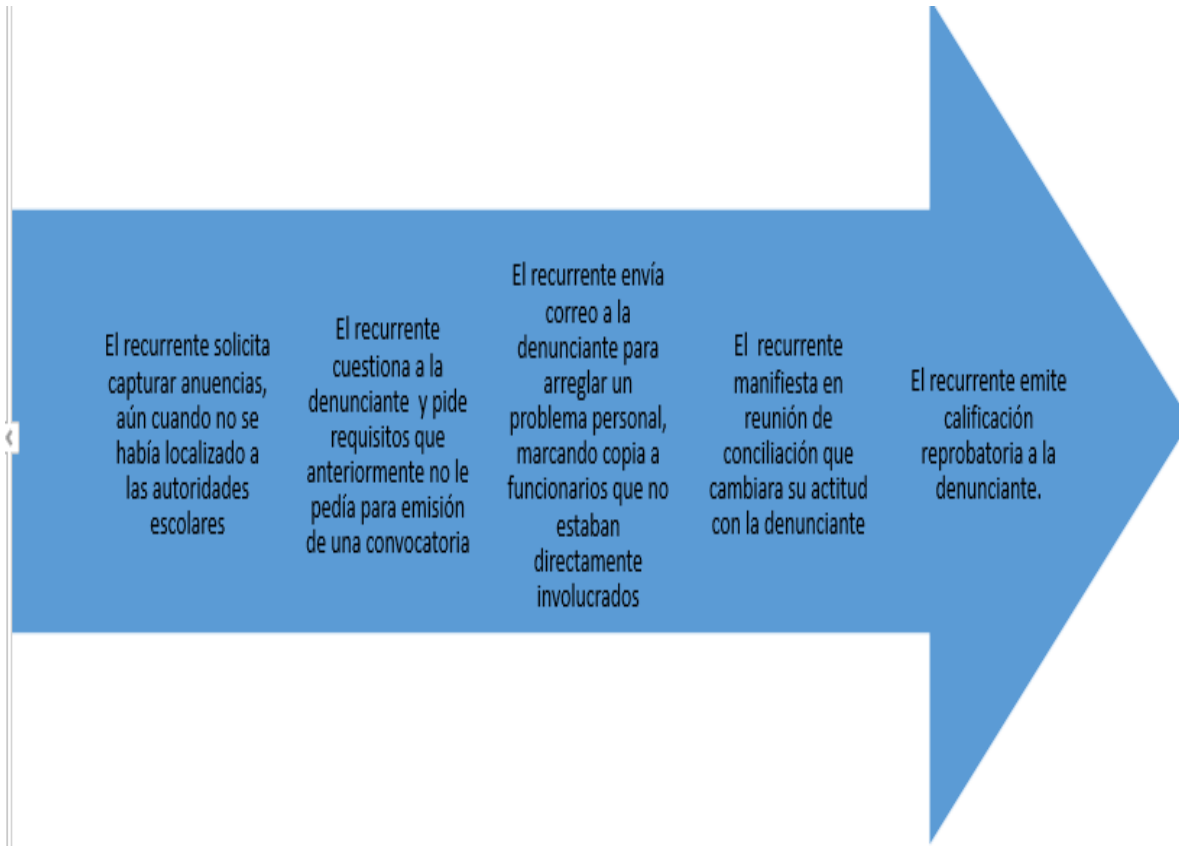 El recurrente solicita
capturar anuencias,
aún cuando no se
había localizado a
las autoridades
escolares
El recurrente
cuestiona a la
denunciante y pide
requisitos que
anteriormente no le
pedía para emisión
de una convocatoria
El recurrente envía
correo a la
denunciante para
arreglar un
problema personal,
marcando copia a
funcionarios que no
estaban
directamente
involucrados
El recurrente
manifiesta en
reunión de
conciliación que
cambiara su actitud
con la denunciante
El recurrente emite
calificación
reprobatoria a la
denunciante.